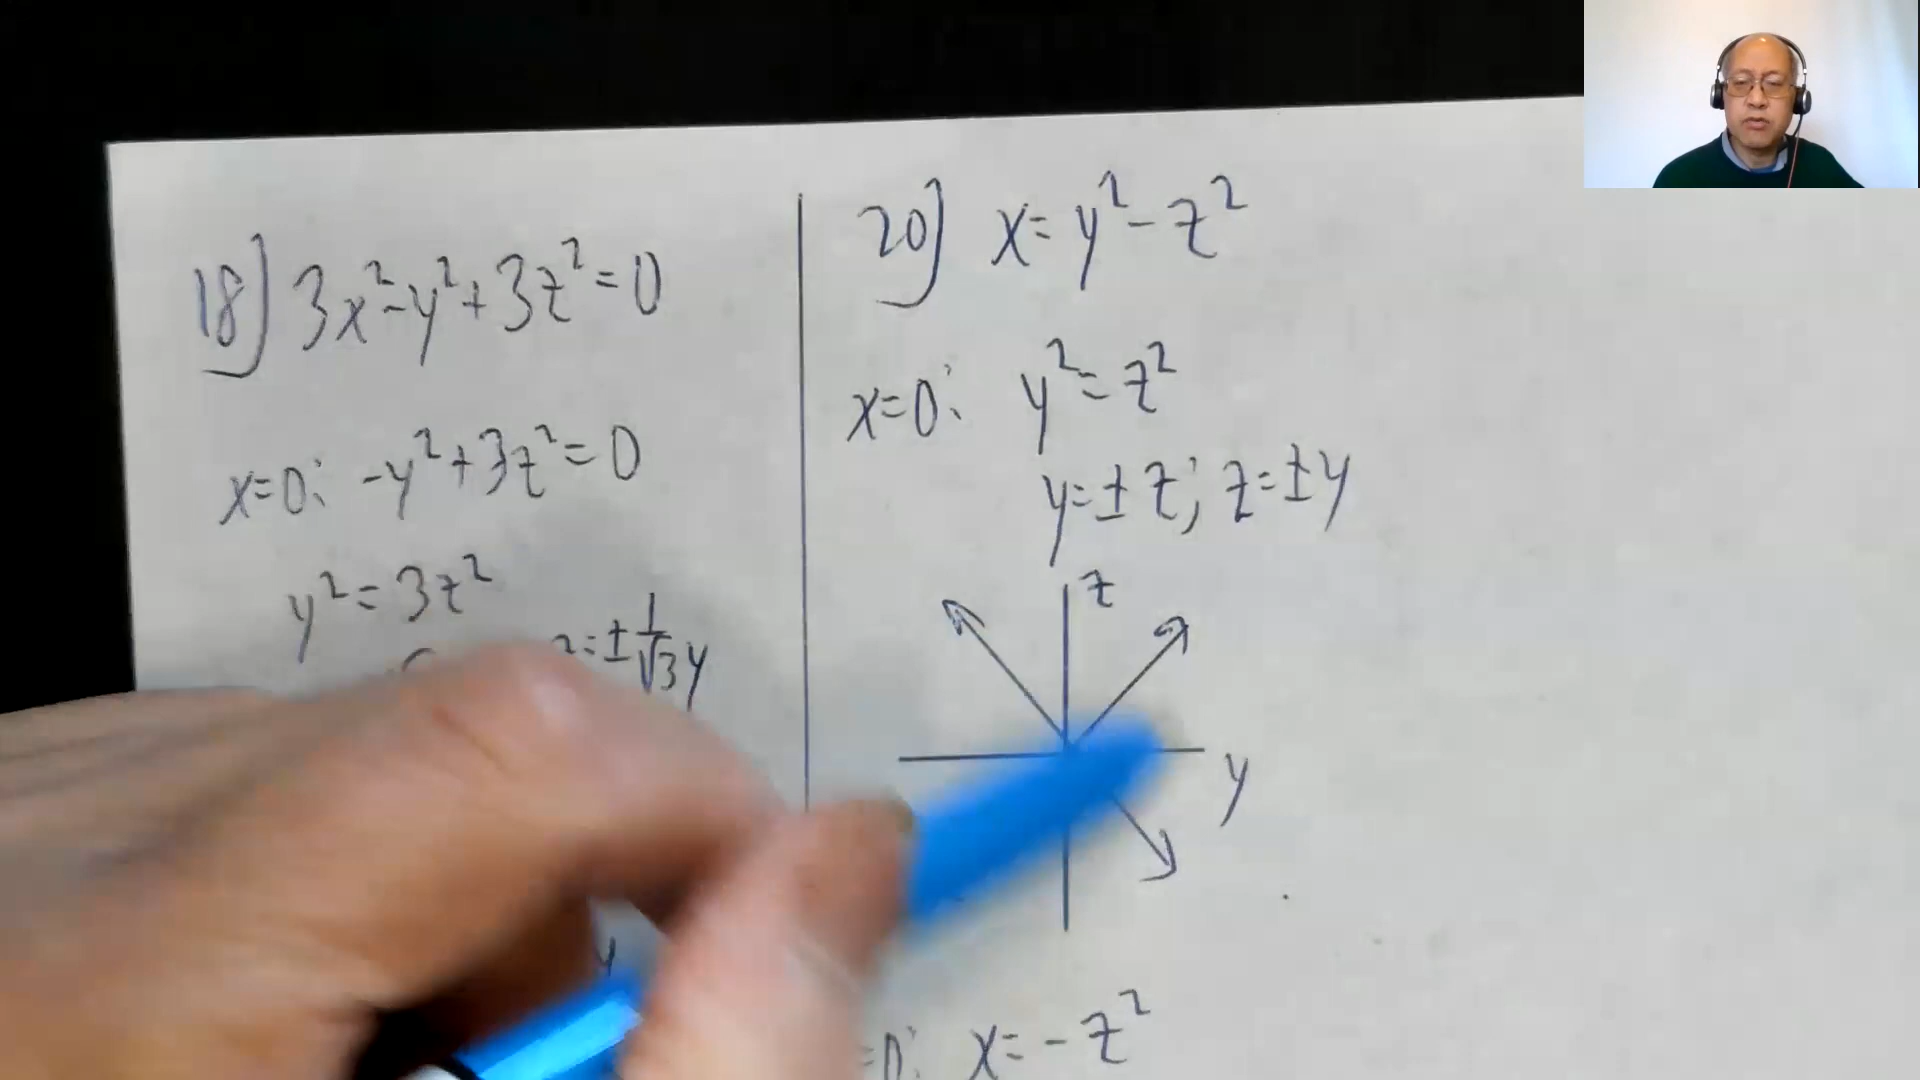 18) 3x²-y²+3z²=0
x=0: -y²+3z²=0
y²=3z²
=±1/√3 y
y
20) x=y²-z²
x=0: y²=z²
y=±z; z=±y
z
y
=0: x=-z²